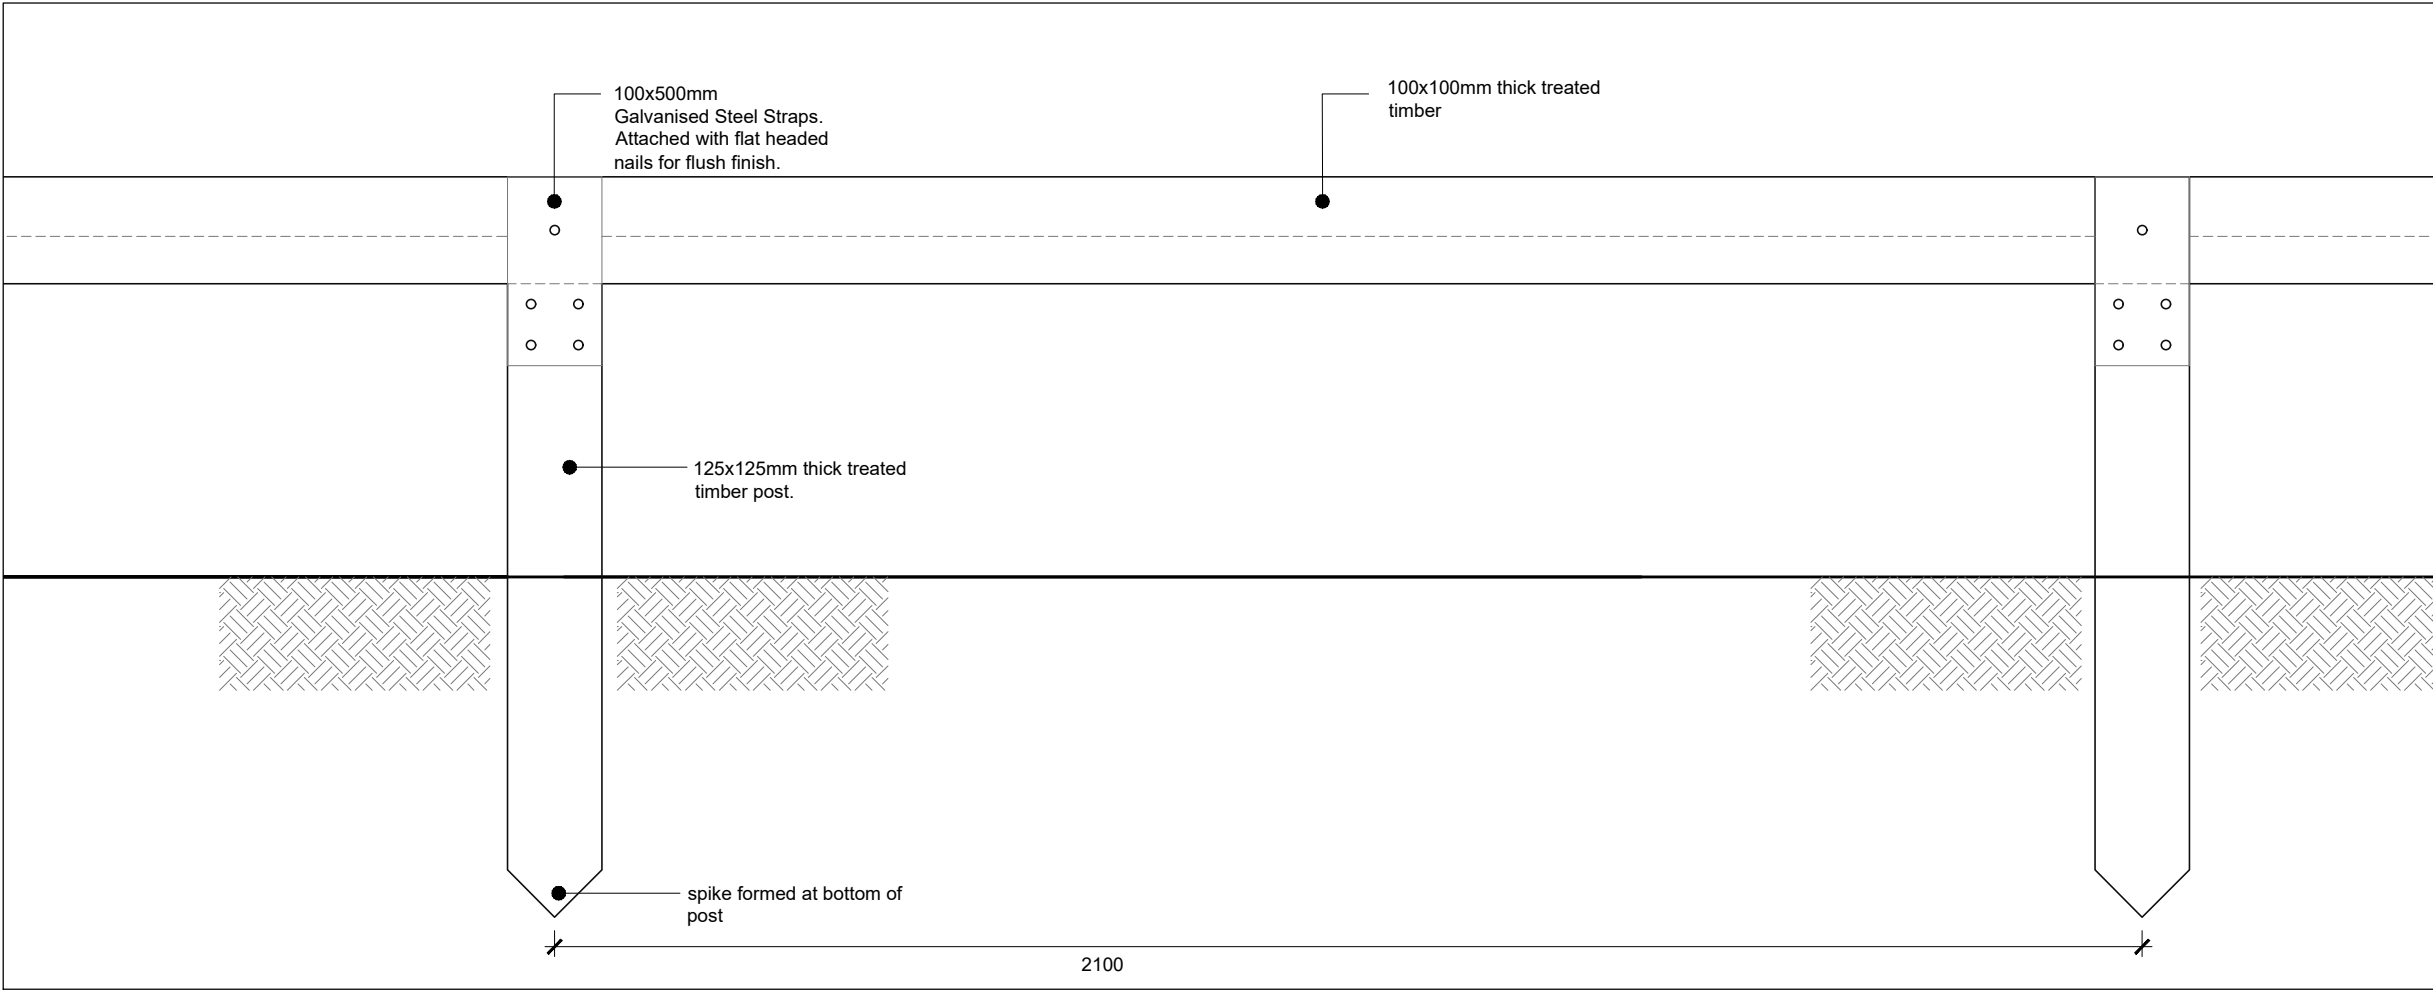 100x500mm
Galvanised Steel Straps.
Attached with flat headed
nails for flush finish.
100x100mm thick treated
timber
125x125mm thick treated
timber post.
spike formed at bottom of
post
2100